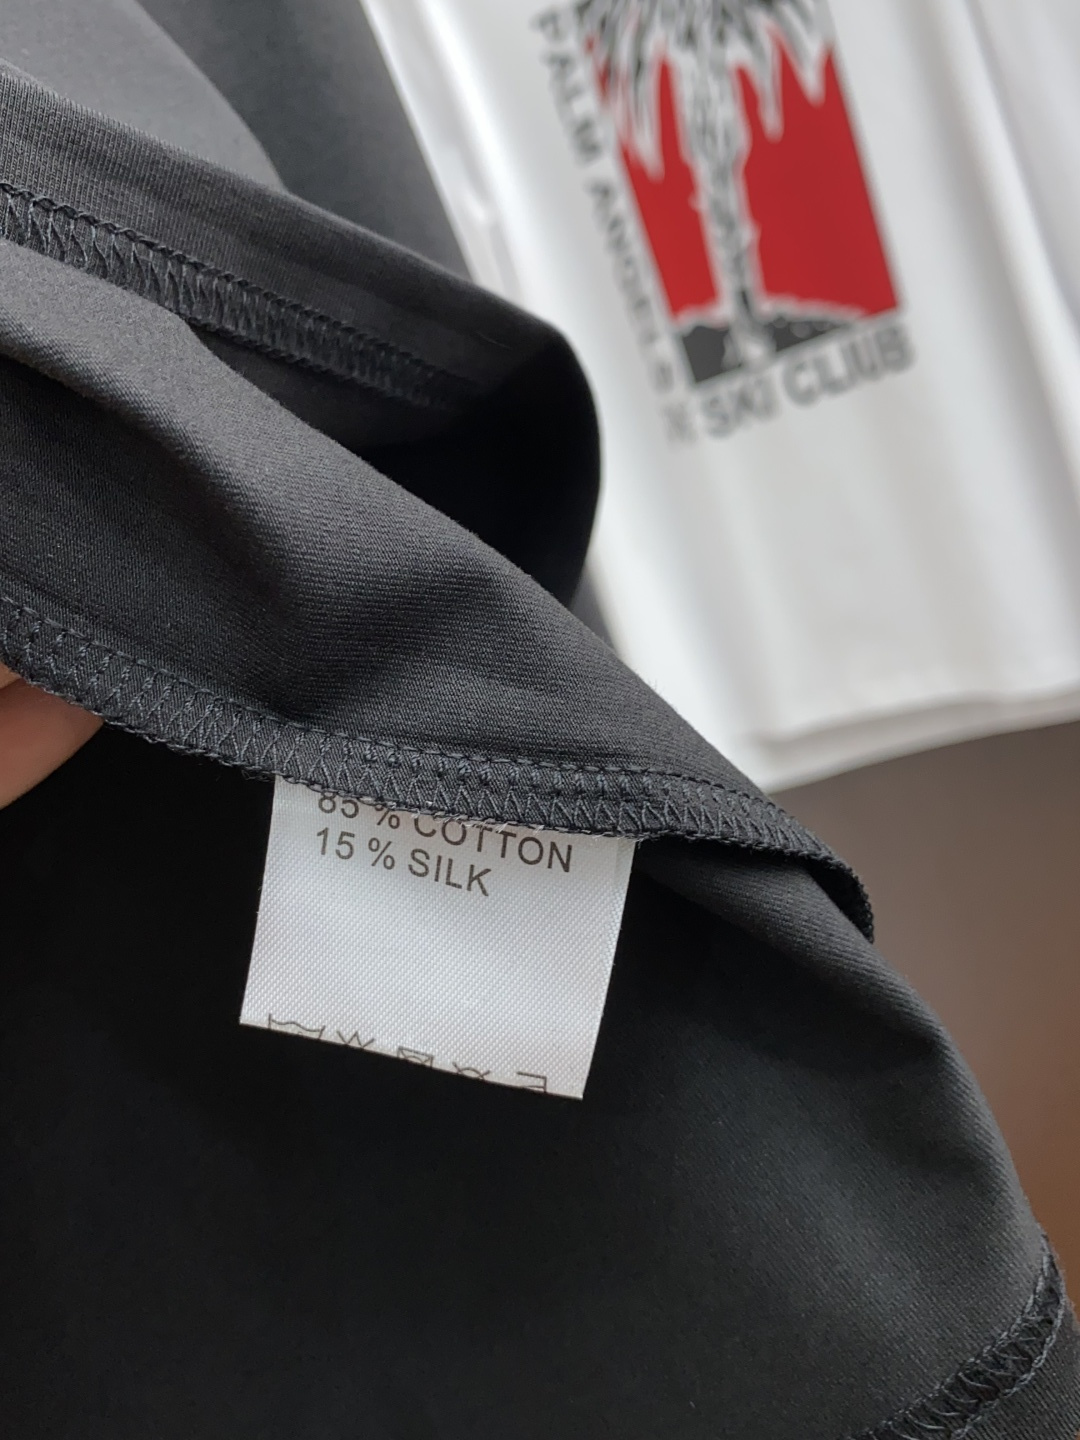 PALM ANGELS
X SKI CLUB
85 % COTTON
15 % SILK